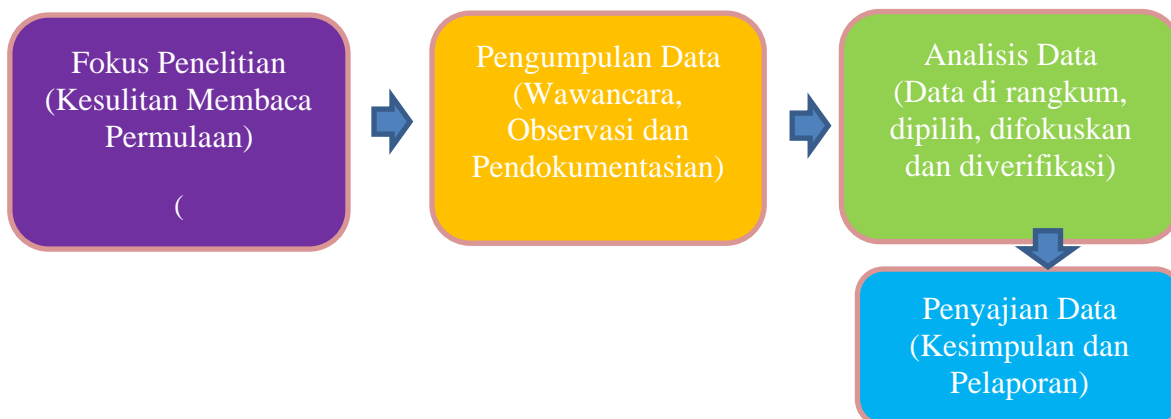 Fokus Penelitian
(Kesulitan Membaca
Permulaan)
(
Pengumpulan Data
(Wawancara,
Observasi dan
Pendokumentasian)
Analisis Data
(Data di rangkum,
dipilih, difokuskan
dan diverifikasi)
Penyajian Data
(Kesimpulan dan
Pelaporan)